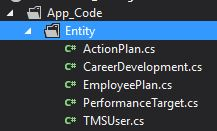 App_Code
Entity
C# ActionPlan.cs
C# CareerDevelopment.cs
C# EmployeePlan.cs
C# PerformanceTarget.cs
C# TMSUser.cs